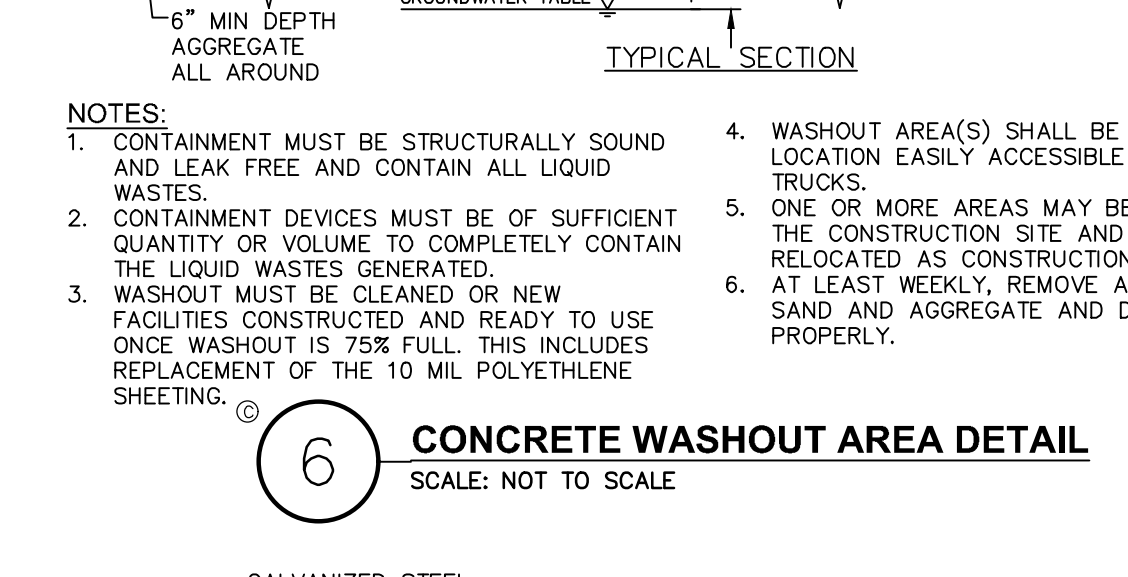 6" MIN DEPTH
AGGREGATE
ALL AROUND
GROUNDWATER TABLE
TYPICAL SECTION
NOTES:
1. CONTAINMENT MUST BE STRUCTURALLY SOUND
AND LEAK FREE AND CONTAIN ALL LIQUID
WASTES.
2. CONTAINMENT DEVICES MUST BE OF SUFFICIENT
QUANTITY OR VOLUME TO COMPLETELY CONTAIN
THE LIQUID WASTES GENERATED.
3. WASHOUT MUST BE CLEANED OR NEW
FACILITIES CONSTRUCTED AND READY TO USE
ONCE WASHOUT IS 75% FULL. THIS INCLUDES
REPLACEMENT OF THE 10 MIL POLYETHLENE
SHEETING.
4. WASHOUT AREA(S) SHALL BE
LOCATION EASILY ACCESSIBLE
TRUCKS.
5. ONE OR MORE AREAS MAY BE
THE CONSTRUCTION SITE AND
RELOCATED AS CONSTRUCTION
6. AT LEAST WEEKLY, REMOVE
SAND AND AGGREGATE AND
PROPERLY.
©
6
CONCRETE WASHOUT AREA DETAIL
SCALE: NOT TO SCALE
GALVANIZED STEEL